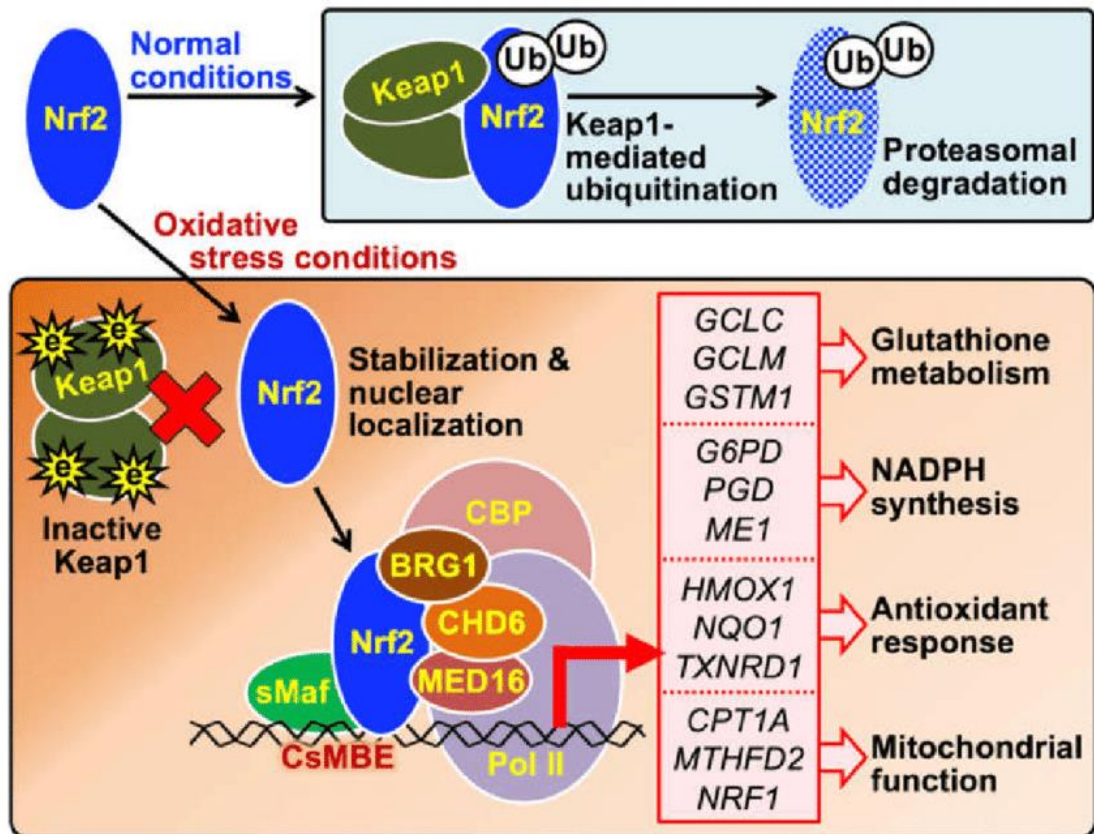 Nrf2
Normal
conditions
Keap1
Nrf2
Ub
Ub
Keap1-
mediated
ubiquitination
Ub
Ub
Nrf2
Proteasomal
degradation
Oxidative
stress conditions
e
e
Keap1
e
e
Inactive
Keap1
Nrf2
Stabilization &
nuclear
localization
CBP
BRG1
CHD6
Nrf2
MED16
sMaf
CsMBE
Pol II
GCLC
GCLM
GSTM1
Glutathione
metabolism
G6PD
PGD
ME1
NADPH
synthesis
HMOX1
NQO1
TXNRD1
Antioxidant
response
CPT1A
MTHFD2
NRF1
Mitochondrial
function